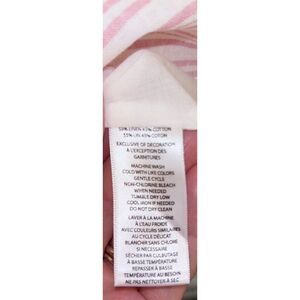 55% LINEN 45% COTTON
55% LIN 45% COTON
EXCLUSIVE OF DECORATION
À L'EXCEPTION DES
GARNITURES
MACHINE WASH
COLD WITH LIKE COLORS
GENTLE CYCLE
NON-CHLORINE BLEACH
WHEN NEEDED
TUMBLE DRY LOW
COOL IRON IF NEEDED
DO NOT DRY CLEAN
LAVER À LA MACHINE
À L'EAU FROIDE
AVEC COULEURS SIMILAIRES
AU CYCLE DÉLICAT
BLANCHIR SANS CHLORE
SI NÉCESSAIRE
SÉCHER PAR CULBUTAGE
À BASSE TEMPÉRATURE
REPASSER À BASSE
TEMPÉRATURE AU BESOIN
NE PAS NETTOYER À SEC